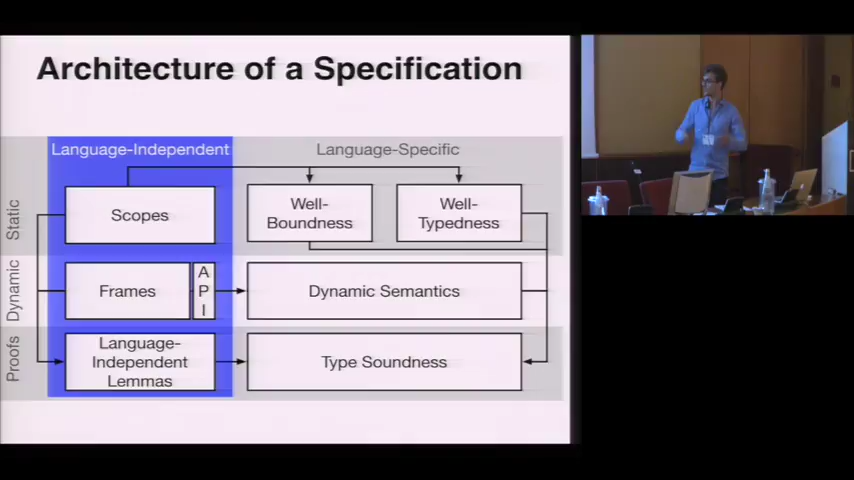 Architecture of a Specification
Language-Independent
Language-Specific
Static
Scopes
Well-
Boundness
Well-
Typedness
Dynamic
Frames
A
P
I
Dynamic Semantics
Proofs
Language-
Independent
Lemmas
Type Soundness